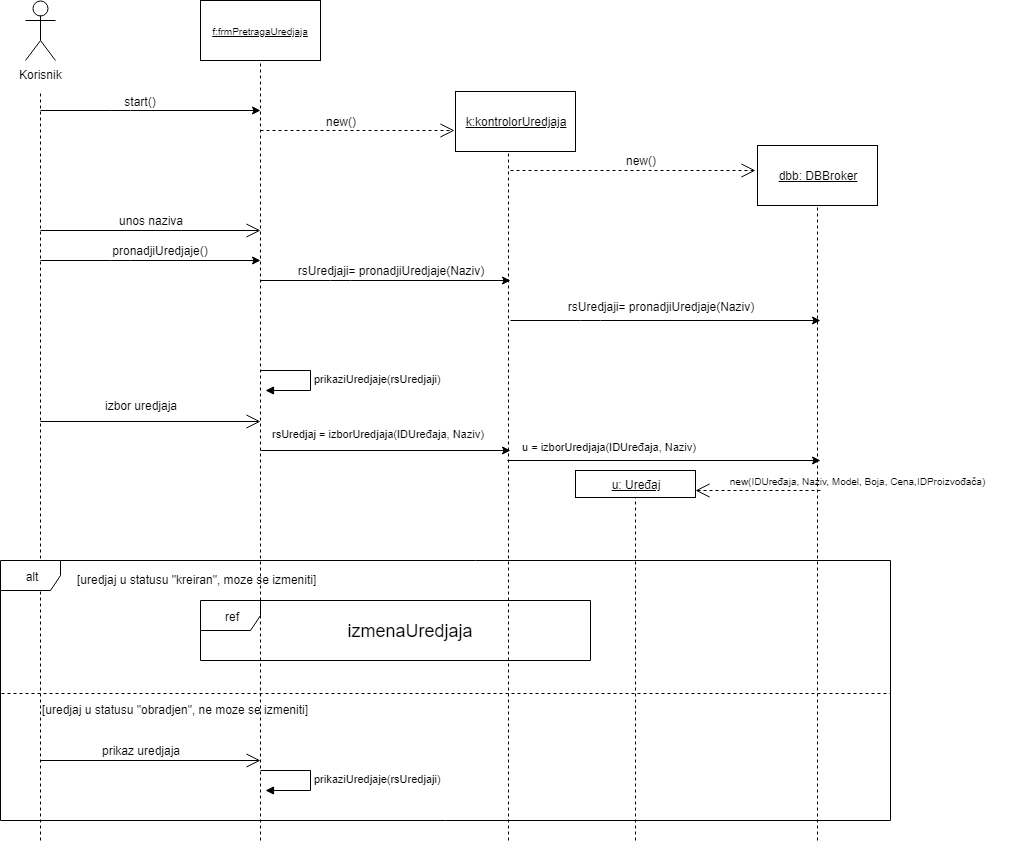 f:frmPretragaUredjaja
Korisnik
start()
new()
k:kontrolorUredjaja
new()
dbb: DBBroker
unos naziva
pronadjiUredjaje()
rsUredjaji= pronadjiUredjaje(Naziv)
rsUredjaji= pronadjiUredjaje(Naziv)
prikaziUredjaje(rsUredjaji)
izbor uredjaja
rsUredjaj = izborUredjaja(IDUređaja, Naziv)
u = izborUredjaja(IDUređaja, Naziv)
u: Uređaj
new(IDUređaja, Naziv, Model, Boja, Cena,IDProizvođača)
alt
[uredjaj u statusu "kreiran", moze se izmeniti]
ref
izmenaUredjaja
[uredjaj u statusu "obradjen", ne moze se izmeniti]
prikaz uredjaja
prikaziUredjaje(rsUredjaji)